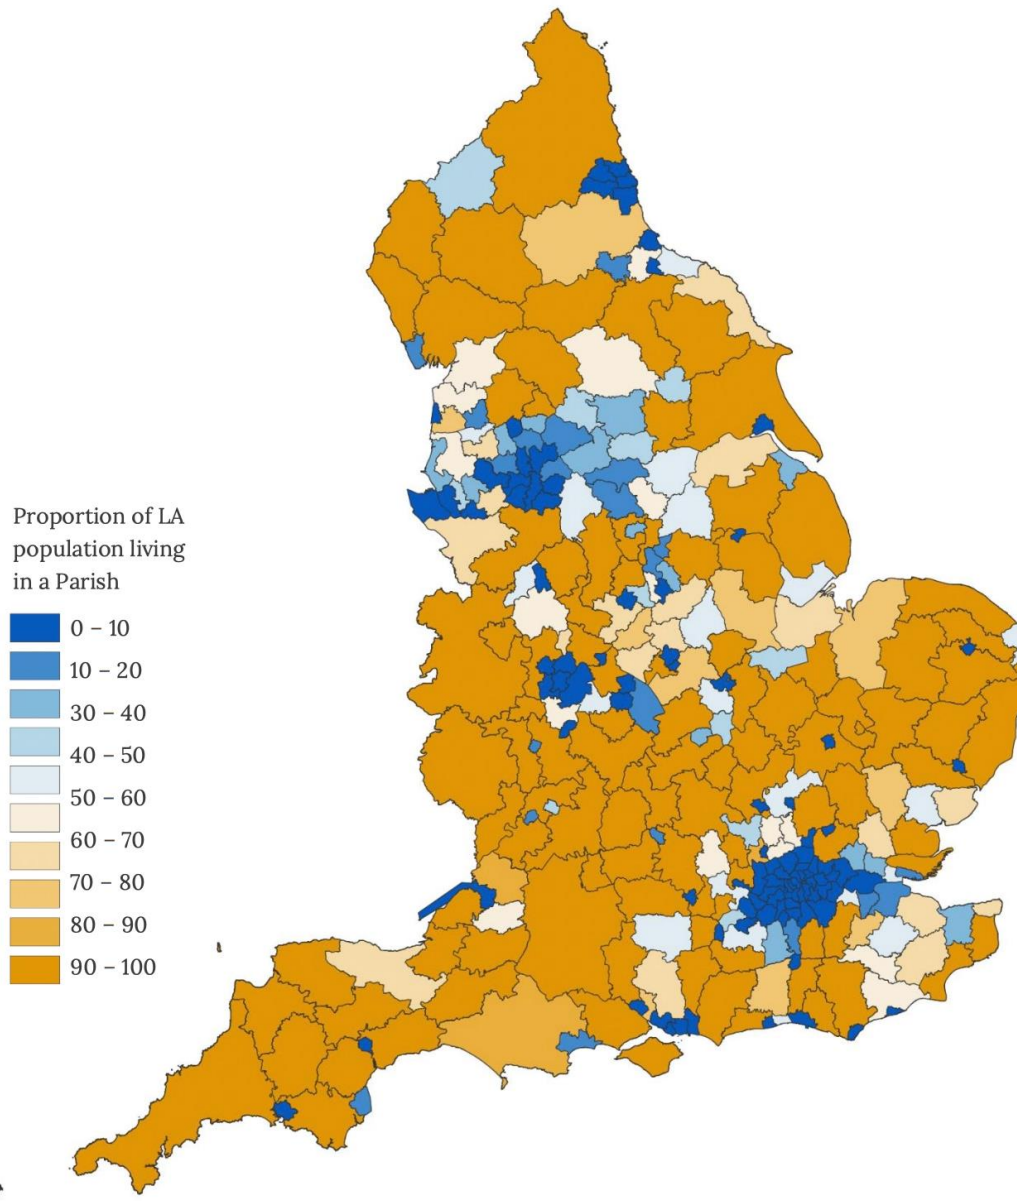 Proportion of LA
population living
in a Parish
0 – 10
10 – 20
30 – 40
40 – 50
50 – 60
60 – 70
70 – 80
80 – 90
90 – 100